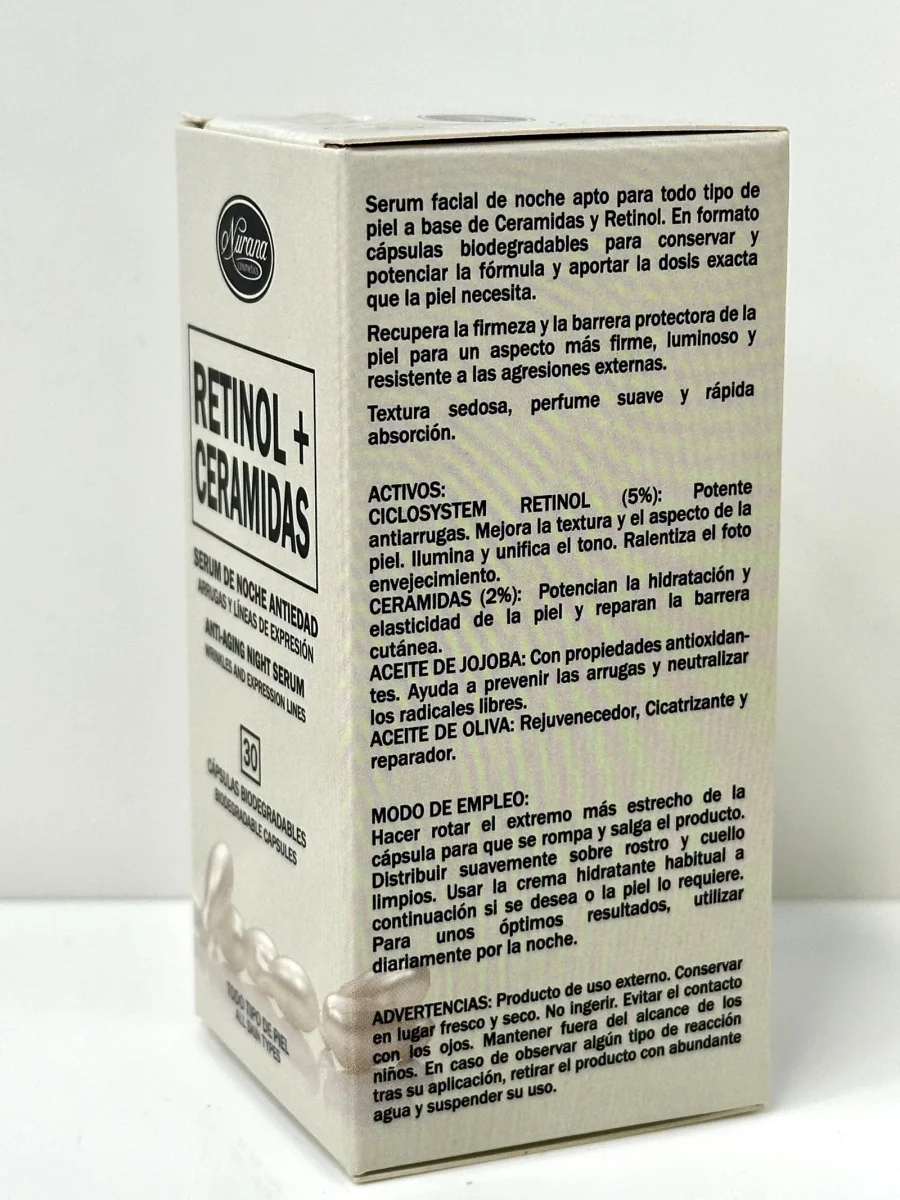 Nurana
COSMETICS
RETINOL +
CERAMIDAS
SERUM DE NOCHE ANTIEDAD
ARRUGAS Y LÍNEAS DE EXPRESIÓN
ANTI-AGING NIGHT SERUM
WRINKLES AND EXPRESSION LINES
30
CÁPSULAS BIODEGRADABLES
BIODEGRADABLE CAPSULES
TODO TIPO DE PIEL
ALL SKIN TYPES
Serum facial de noche apto para todo tipo de
piel a base de Ceramidas y Retinol. En formato
cápsulas biodegradables para conservar y
potenciar la fórmula y aportar la dosis exacta
que la piel necesita.
Recupera la firmeza y la barrera protectora de la
piel para un aspecto más firme, luminoso y
resistente a las agresiones externas.
Textura sedosa, perfume suave y rápida
absorción.
ACTIVOS:
CICLOSYSTEM RETINOL (5%): Potente
antiarrugas. Mejora la textura y el aspecto de la
piel. Ilumina y unifica el tono. Ralentiza el foto
envejecimiento.
CERAMIDAS (2%): Potencian la hidratación y
elasticidad de la piel y reparan la barrera
cutánea.
ACEITE DE JOJOBA: Con propiedades antioxidan-
tes. Ayuda a prevenir las arrugas y neutralizar
los radicales libres.
ACEITE DE OLIVA: Rejuvenecedor, Cicatrizante y
reparador.
MODO DE EMPLEO:
Hacer rotar el extremo más estrecho de la
cápsula para que se rompa y salga el producto.
Distribuir suavemente sobre rostro y cuello
limpios. Usar la crema hidratante habitual a
continuación si se desea o la piel lo requiere.
Para unos óptimos resultados, utilizar
diariamente por la noche.
ADVERTENCIAS: Producto de uso externo. Conservar
en lugar fresco y seco. No ingerir. Evitar el contacto
con los ojos. Mantener fuera del alcance de los
niños. En caso de observar algún tipo de reacción
tras su aplicación, retirar el producto con abundante
agua y suspender su uso.